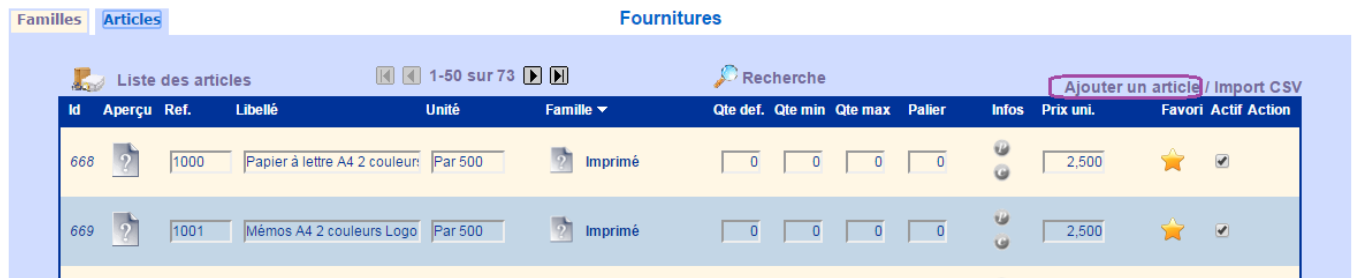 Familles Articles Fournitures
Liste des articles 1-50 sur 73 Recherche Ajouter un article / Import CSV
Id Aperçu Ref. Libellé Unité Famille Qte def. Qte min Qte max Palier Infos Prix uni. Favori Actif Action
668 ? 1000 Papier à lettre A4 2 couleurs Par 500 ? Imprimé 0 0 0 0 P C 2,500
669 ? 1001 Mémos A4 2 couleurs Logo Par 500 ? Imprimé 0 0 0 0 P C 2,500